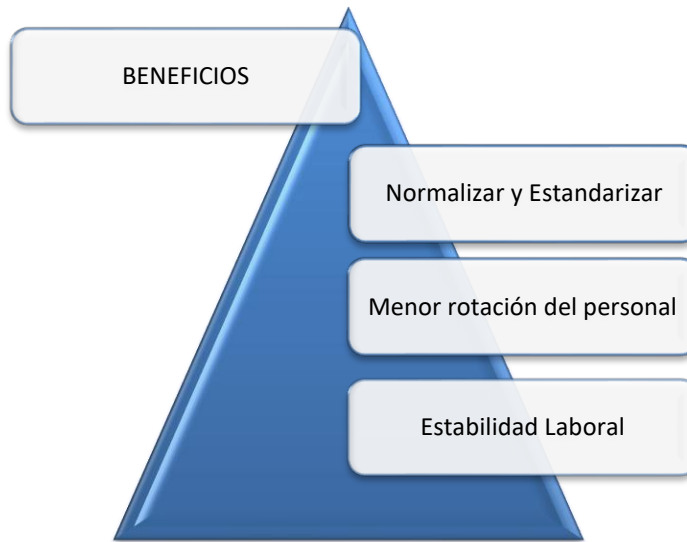 BENEFICIOS
Normalizar y Estandarizar
Menor rotación del personal
Estabilidad Laboral